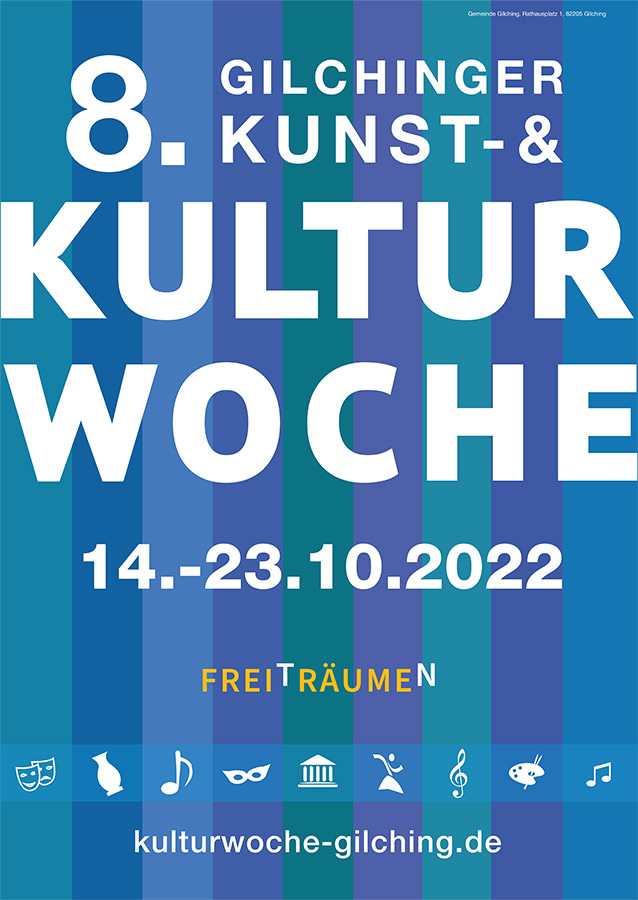 Gemeinde Gilching, Rathausplatz 1, 82205 Gilching
8. GILCHINGER
KUNST- &
KULTUR
WOCHE
14.-23.10.2022
FREITRÄUMEN
kulturwoche-gilching.de